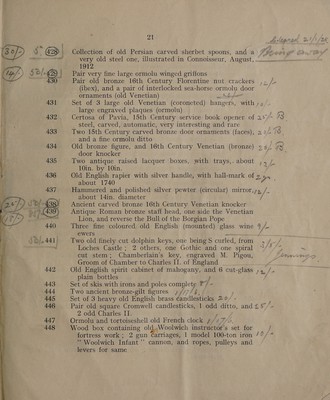 21
428 Collection of old Persian carved sherbet spoons, and a
very old steel one, illustrated in Connoisseur, August,
1912
429 Pair very fine large ormolu winged griffons
430 Pair old bronze 16th Century Florentine nut crackers
(ibex), and a pair of interlocked sea-horse ormolu door
ornaments (old Venetian)
431 Set of 3 large old Venetian (coroneted) hangers, with
large engraved plaques (ormolu)
432 Certosa of Pavia, 15th Century service book opener of
steel, carved, automatic, very interesting and rare
433 Two 15th Century carved bronze door ornaments (faces),
and a fine ormolu ditto
434 Old bronze figure, and 16th Century Venetian (bronze)
door knocker
435 Two antique raised lacquer boxes, with trays, about
10in. by 10in.
436 Old English rapier with silver handle, with hall-mark of
about 1740
437 Hammered and polished silver pewter (circular) mirror,
about 14in. diameter
438 Ancient carved bronze 16th Century Venetian knocker
439 Antique Roman bronze staff head, one side the Venetian
Lion, and reverse the Bull of the Borgian Pope
440 Three fine coloured old English (mounted) glass wine
ewers
441 Two old finely cut dolphin keys, one being S curled, from
Loches Castle; 2 others, one Gothic and one spiral
cut stem; Chamberlain's key, engraved M. Pigou,
Groom of Chamber to Charles II. of England
Jennings
442 Old English spirit cabinet of mahogany, and 6 cut-glass
plain bottles
443 Set of skis with irons and poles complete
444 Two ancient bronze-gilt figures
445 Set of 3 heavy old English brass candlesticks
446 Pair old square Cromwell candlesticks, 1 odd ditto, and
2 odd Charles II.
447 Ormolu and tortoiseshell old French clock
448 Wood box containing old Woolwich instructor's set for
fortress work; 2 gun carriages, 1 model 100-ton iron
"Woolwich Infant" cannon, and ropes, pulleys and
levers for same